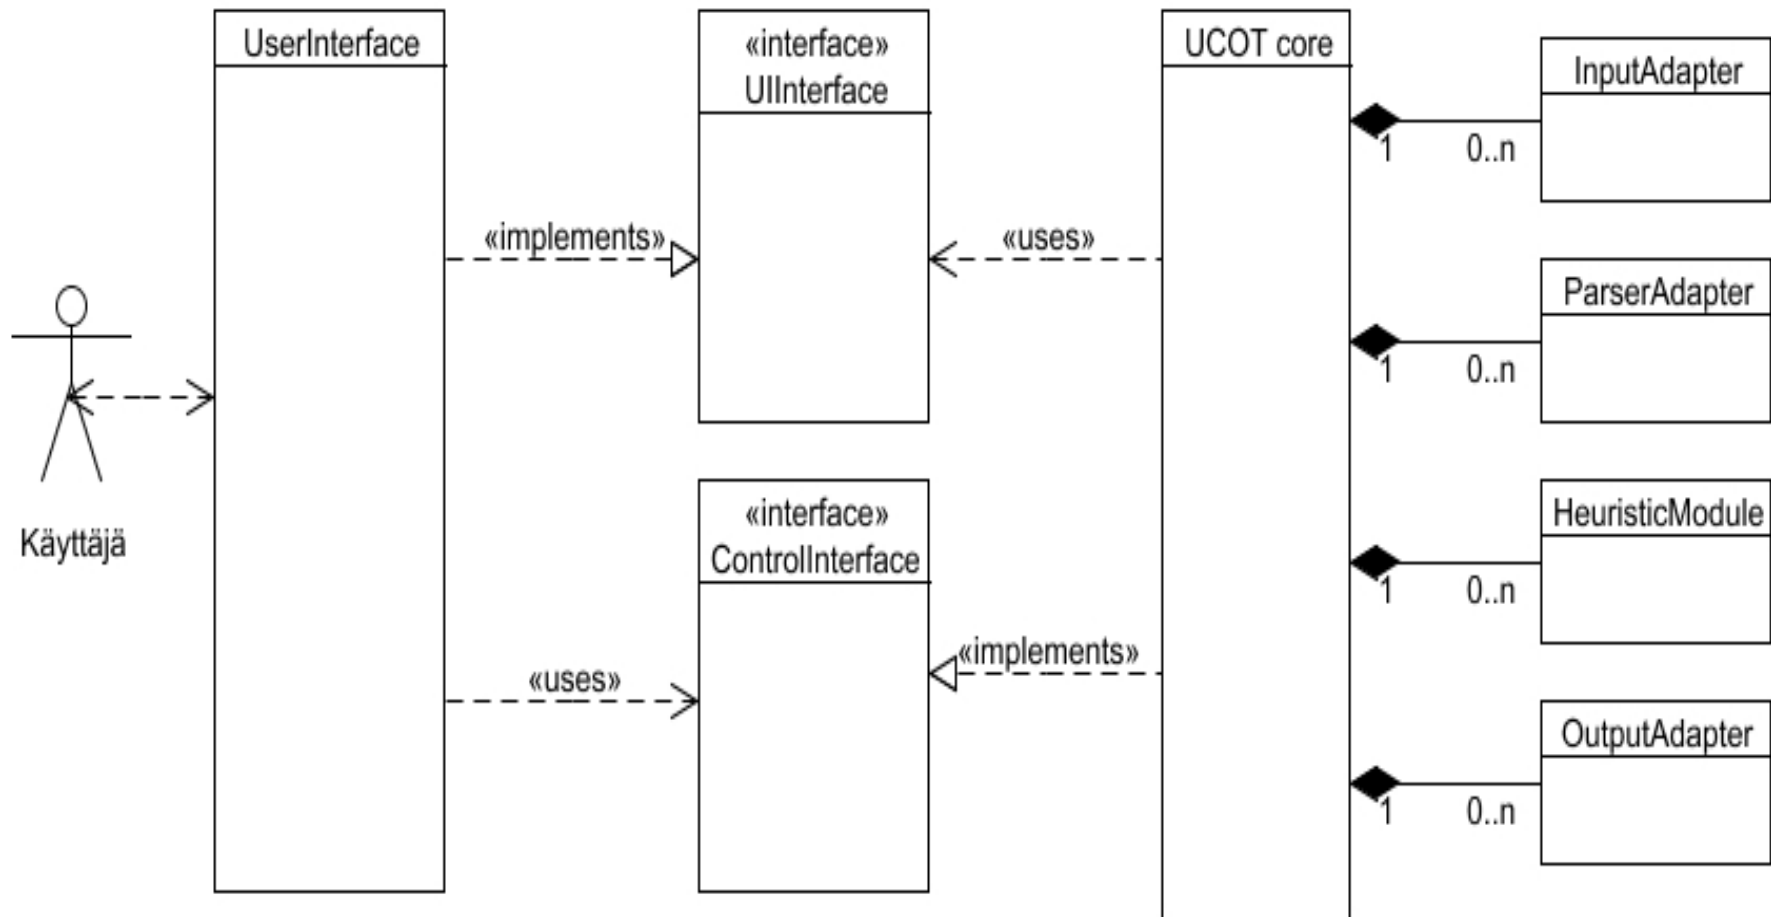 UserInterface
«interface»
UIInterface
UCOT core
InputAdapter
1
0..n
«implements»
«uses»
ParserAdapter
1
0..n
Käyttäjä
«interface»
ControlInterface
HeuristicModule
1
0..n
«uses»
«implements»
OutputAdapter
1
0..n